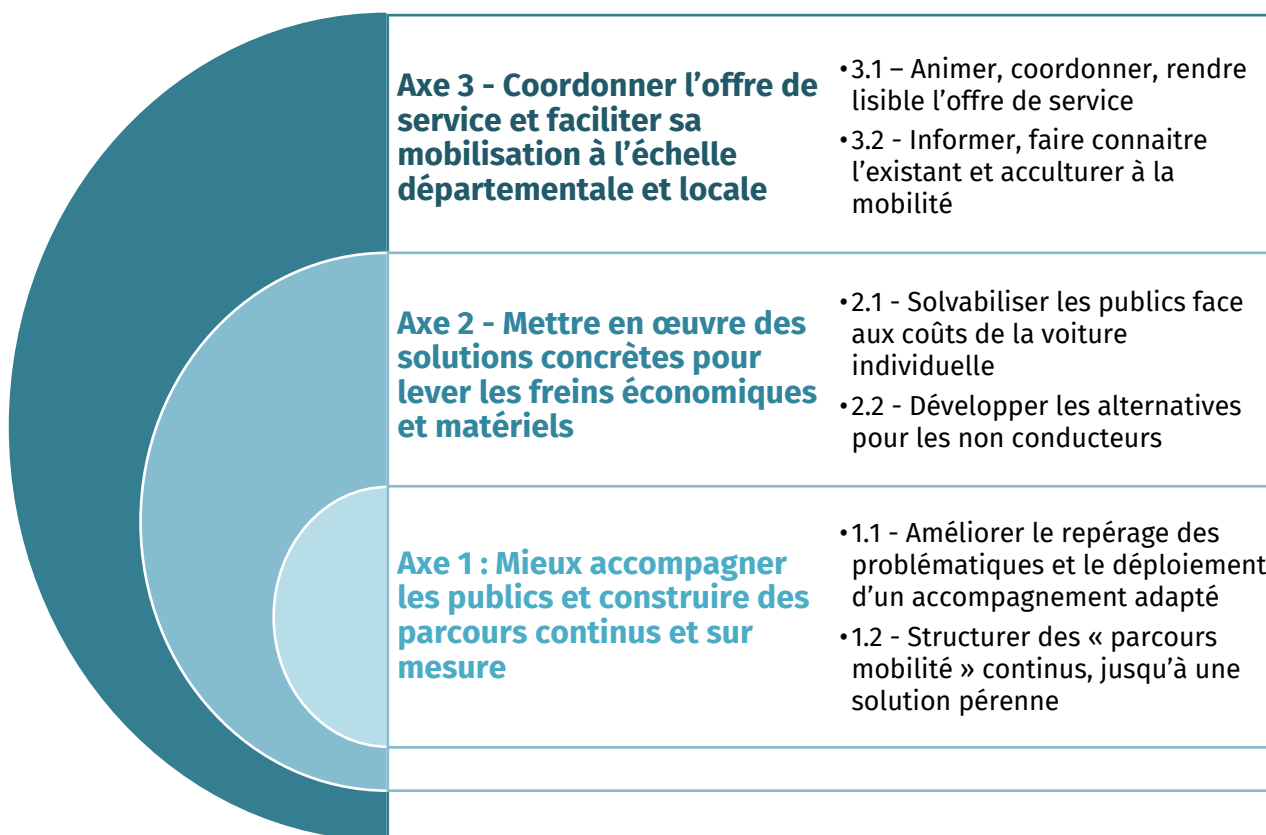 Axe 3 - Coordonner l’offre de
service et faciliter sa
mobilisation à l’échelle
départementale et locale
•3.1 – Animer, coordonner, rendre
lisible l’offre de service
•3.2 - Informer, faire connaitre
l’existant et acculturer à la
mobilité
Axe 2 - Mettre en œuvre des
solutions concrètes pour
lever les freins économiques
et matériels
•2.1 - Solvabiliser les publics face
aux coûts de la voiture
individuelle
•2.2 - Développer les alternatives
pour les non conducteurs
Axe 1 : Mieux accompagner
les publics et construire des
parcours continus et sur
mesure
•1.1 - Améliorer le repérage des
problématiques et le déploiement
d’un accompagnement adapté
•1.2 - Structurer des « parcours
mobilité » continus, jusqu’à une
solution pérenne